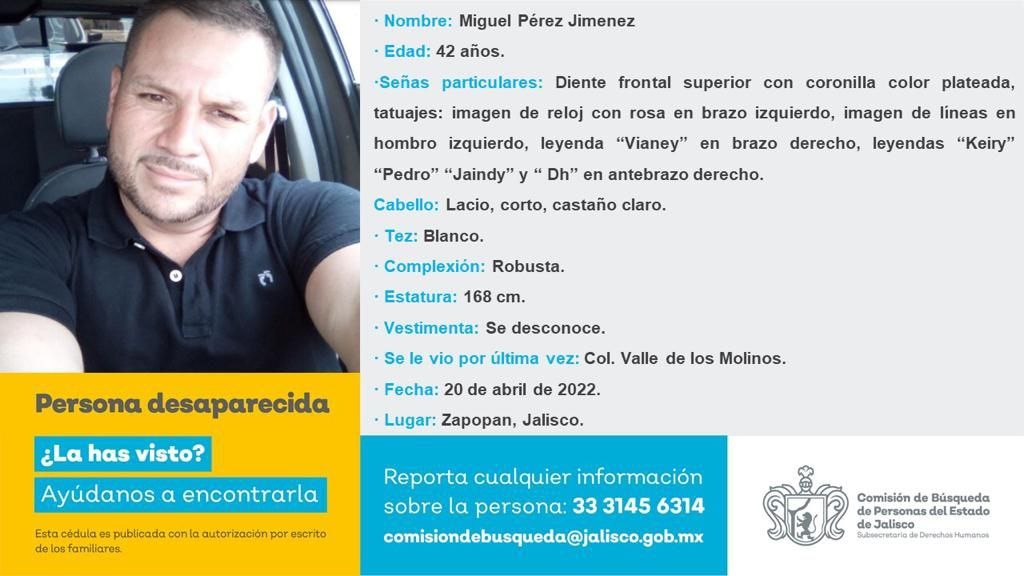 · Nombre: Miguel Pérez Jimenez
· Edad: 42 años.
·Señas particulares: Diente frontal superior con coronilla color plateada,
tatuajes: imagen de reloj con rosa en brazo izquierdo, imagen de líneas en
hombro izquierdo, leyenda “Vianey” en brazo derecho, leyendas “Keiry”
“Pedro” “Jaindy” y “ Dh” en antebrazo derecho.
Cabello: Lacio, corto, castaño claro.
· Tez: Blanco.
· Complexión: Robusta.
· Estatura: 168 cm.
· Vestimenta: Se desconoce.
· Se le vio por última vez: Col. Valle de los Molinos.
· Fecha: 20 de abril de 2022.
· Lugar: Zapopan, Jalisco.
Persona desaparecida
¿La has visto?
Ayúdanos a encontrarla
Esta cédula es publicada con la autorización por escrito
de los familiares.
Reporta cualquier información
sobre la persona: 33 3145 6314
comisiondebusqueda@jalisco.gob.mx
Comisión de Búsqueda
de Personas del Estado
de Jalisco
Subsecretaría de Derechos Humanos